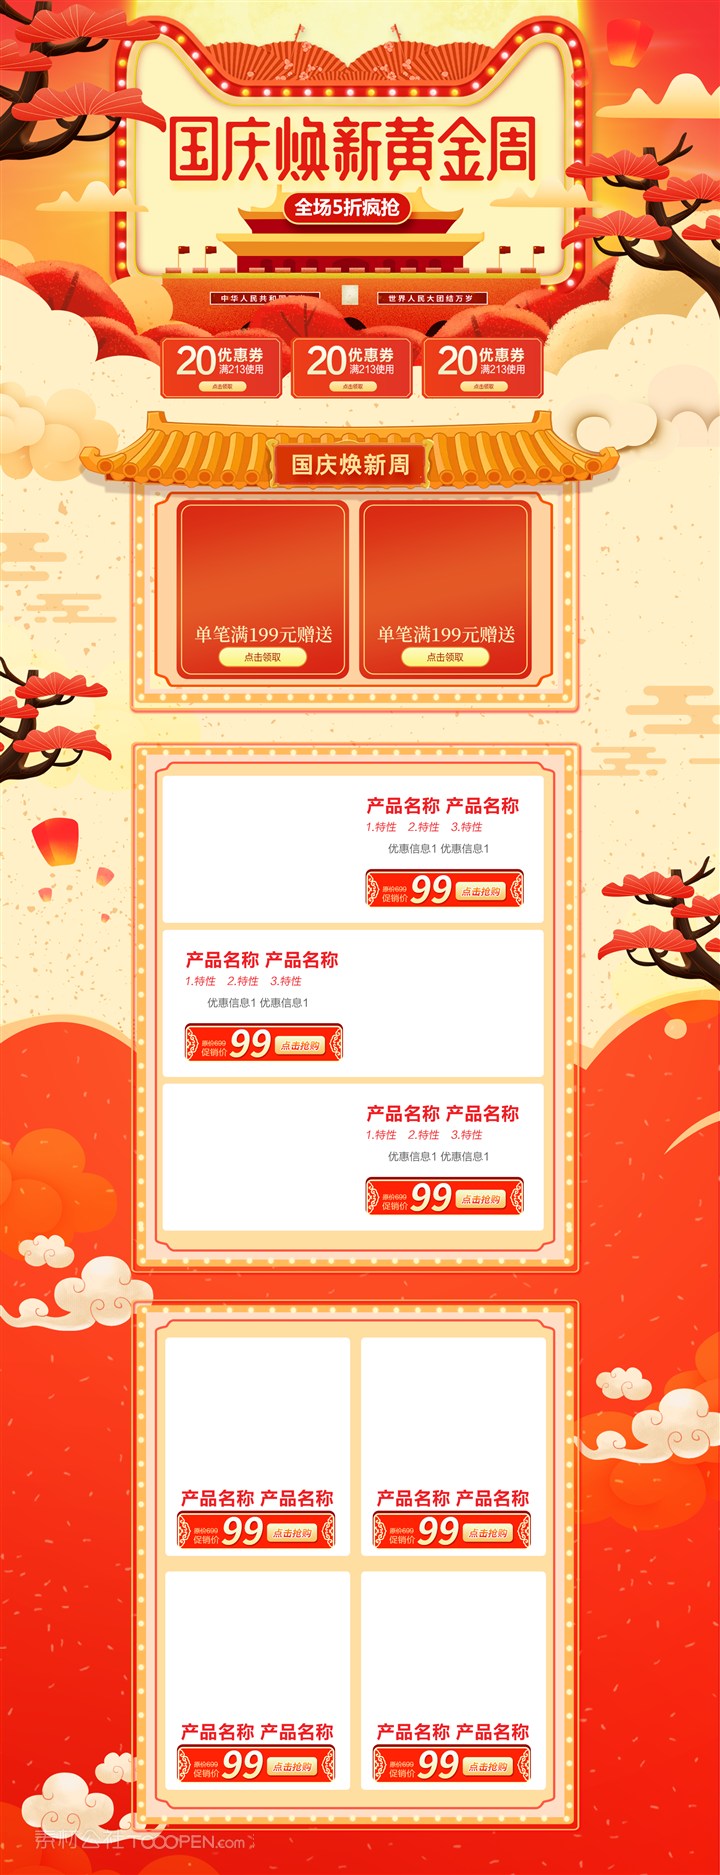 国庆焕新黄金周
全场5折疯抢
中华人民共和国
世界人民大团结万岁
20 优惠券 满213使用 点击领取
20 优惠券 满213使用 点击领取
20 优惠券 满213使用 点击领取
国庆焕新周
单笔满199元赠送 单笔满199元赠送
点击领取 点击领取
产品名称 产品名称
1.特性 2.特性 3.特性
优惠信息1 优惠信息1
原价699 促销价 99 点击抢购
产品名称 产品名称
1.特性 2.特性 3.特性
优惠信息1 优惠信息1
原价699 促销价 99 点击抢购
产品名称 产品名称
1.特性 2.特性 3.特性
优惠信息1 优惠信息1
原价699 促销价 99 点击抢购
产品名称 产品名称 产品名称 产品名称
原价699 促销价 99 点击抢购 原价699 促销价 99 点击抢购
产品名称 产品名称 产品名称 产品名称
原价699 促销价 99 点击抢购 原价699 促销价 99 点击抢购
素材公社 TOOOPEN.com